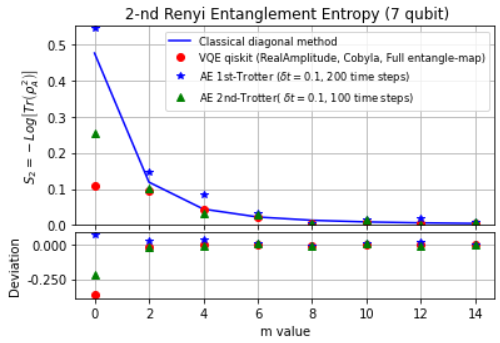 2-nd Renyi Entanglement Entropy (7 qubit)
S₂ = −Log|Tr(ρ_A^2)|
0.5
0.4
0.3
0.2
0.1
0.0
Classical diagonal method
VQE qiskit (RealAmplitude, Cobyla, Full entangle-map)
AE 1st-Trotter (δt = 0.1, 200 time steps)
AE 2nd-Trotter( δt = 0.1, 100 time steps)
Deviation
0.000
-0.250
0 2 4 6 8 10 12 14
m value